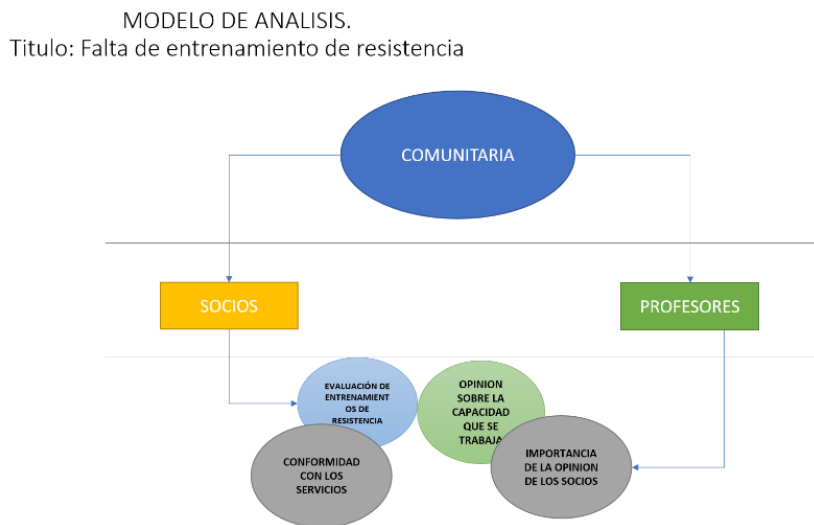 MODELO DE ANALISIS.
Titulo: Falta de entrenamiento de resistencia
COMUNITARIA
SOCIOS
PROFESORES
EVALUACIÓN DE
ENTRENAMIENT
OS DE
RESISTENCIA
OPINION
SOBRE LA
CAPACIDAD
QUE SE
TRABAJA
CONFORMIDAD
CON LOS
SERVICIOS
IMPORTANCIA
DE LA OPINION
DE LOS SOCIOS